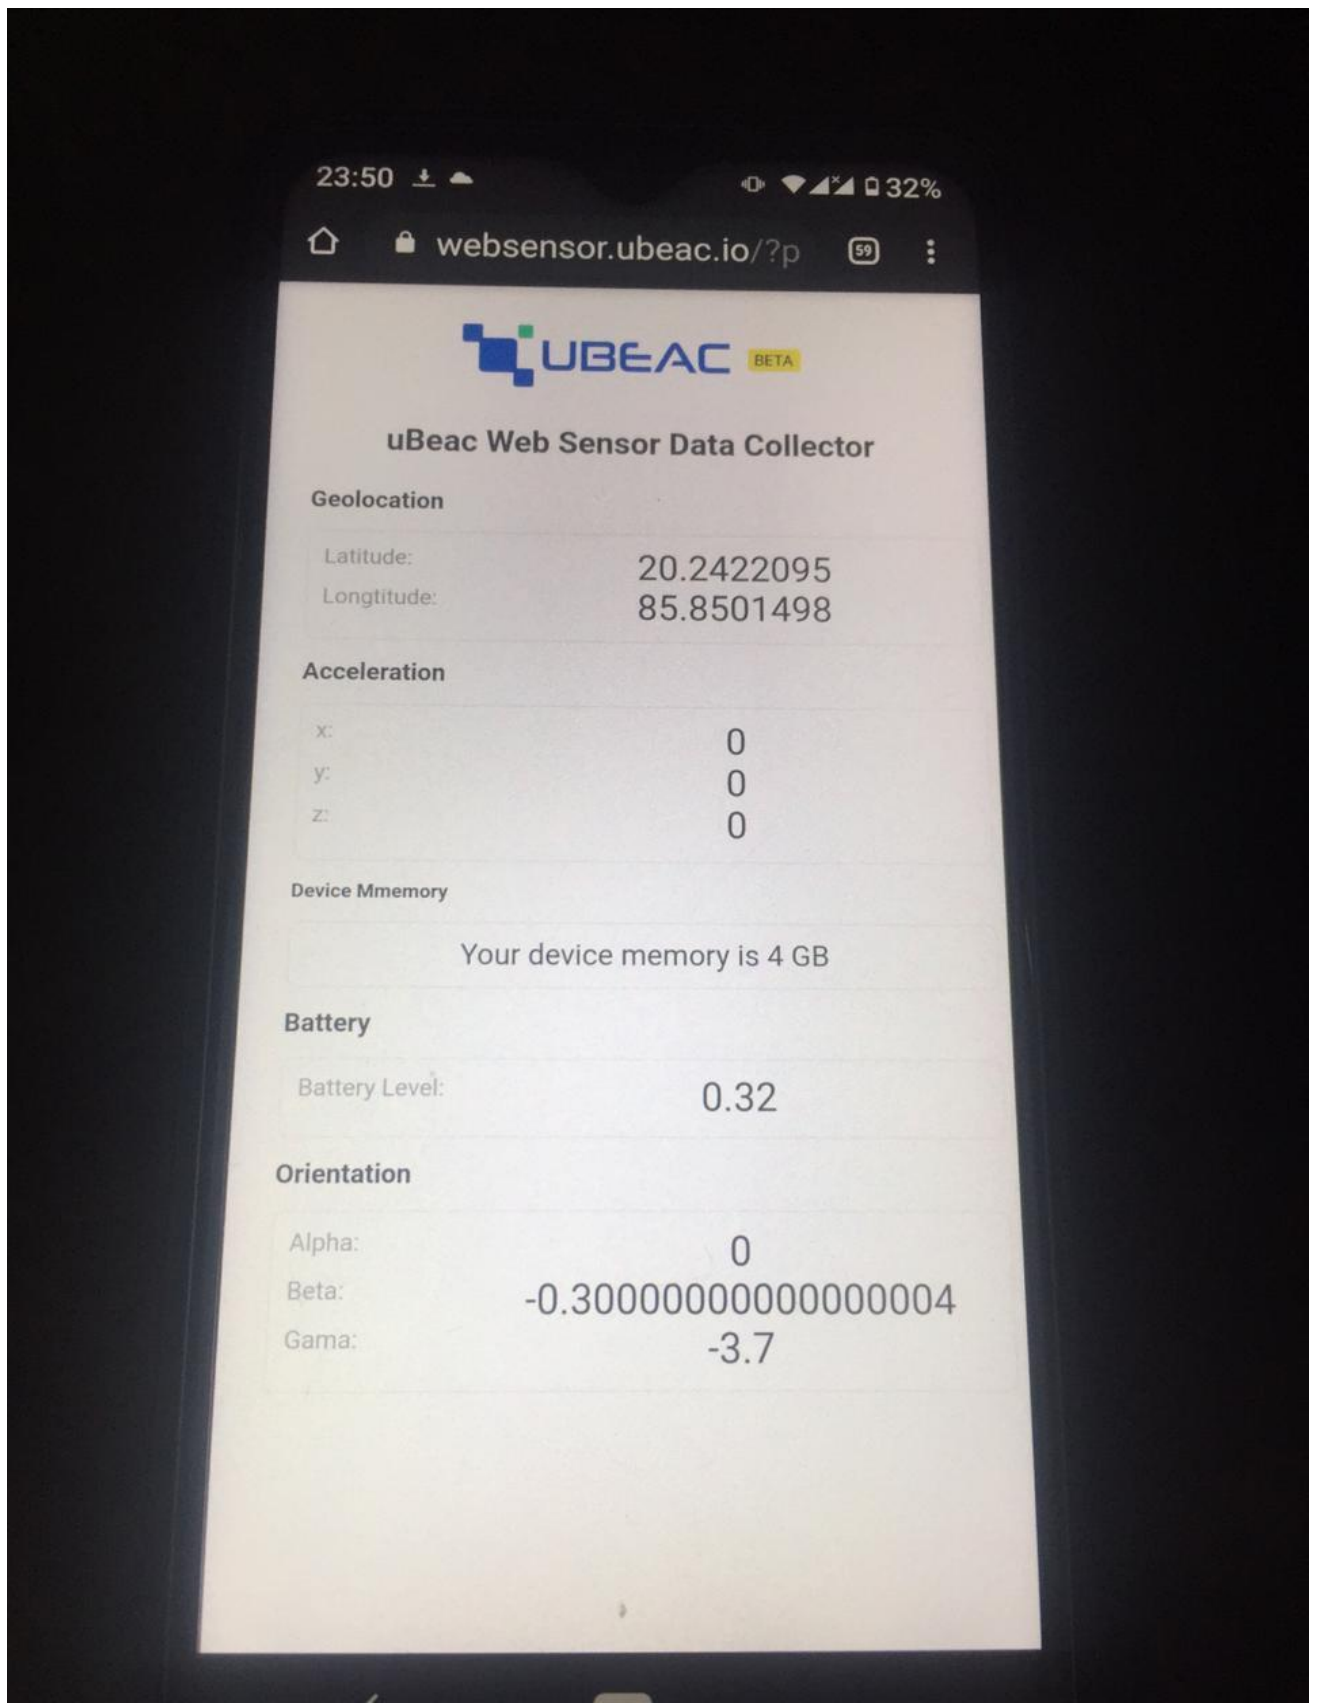 23:50 32%
websensor.ubeac.io/?p 59
UBEAC BETA
uBeac Web Sensor Data Collector
Geolocation
Latitude: 20.2422095
Longtitude: 85.8501498
Acceleration
x: 0
y: 0
z: 0
Device Mmemory
Your device memory is 4 GB
Battery
Battery Level: 0.32
Orientation
Alpha: 0
Beta: -0.30000000000000004
Gama: -3.7